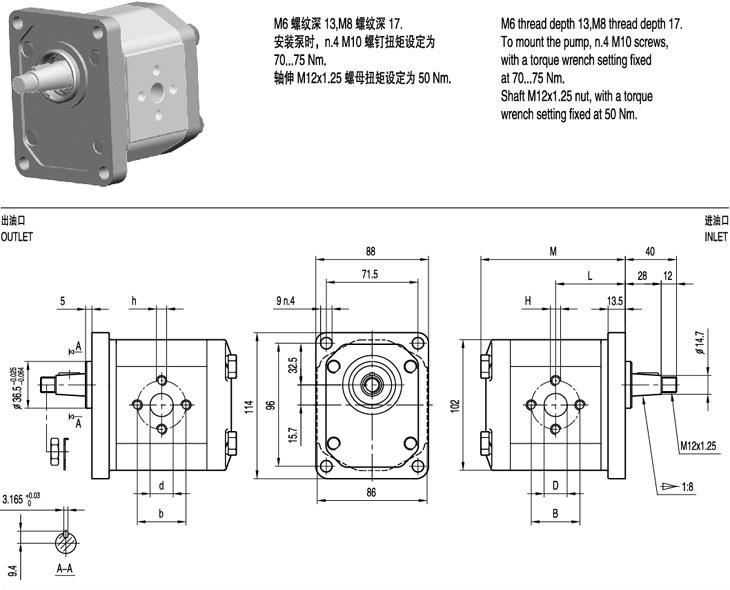 M6 螺纹深 13,M8 螺纹深 17.
安装泵时，n.4 M10 螺钉扭矩设定为
70...75 Nm.
轴伸 M12x1.25 螺母扭矩设定为 50 Nm.
M6 thread depth 13,M8 thread depth 17.
To mount the pump, n.4 M10 screws,
with a torque wrench setting fixed
at 70...75 Nm.
Shaft M12x1.25 nut, with a torque
wrench setting fixed at 50 Nm.
出油口
OUTLET
进油口
INLET
88
M
40
71.5
L
28
12
5
h
9 n.4
H
13.5
A
ϕ 36.5 -0.025 -0.064
A
114
96
32.5
15.7
102
ϕ 14.7
M12x1.25
1:8
d
b
86
D
B
3.165 +0.03 0
9.4
A-A